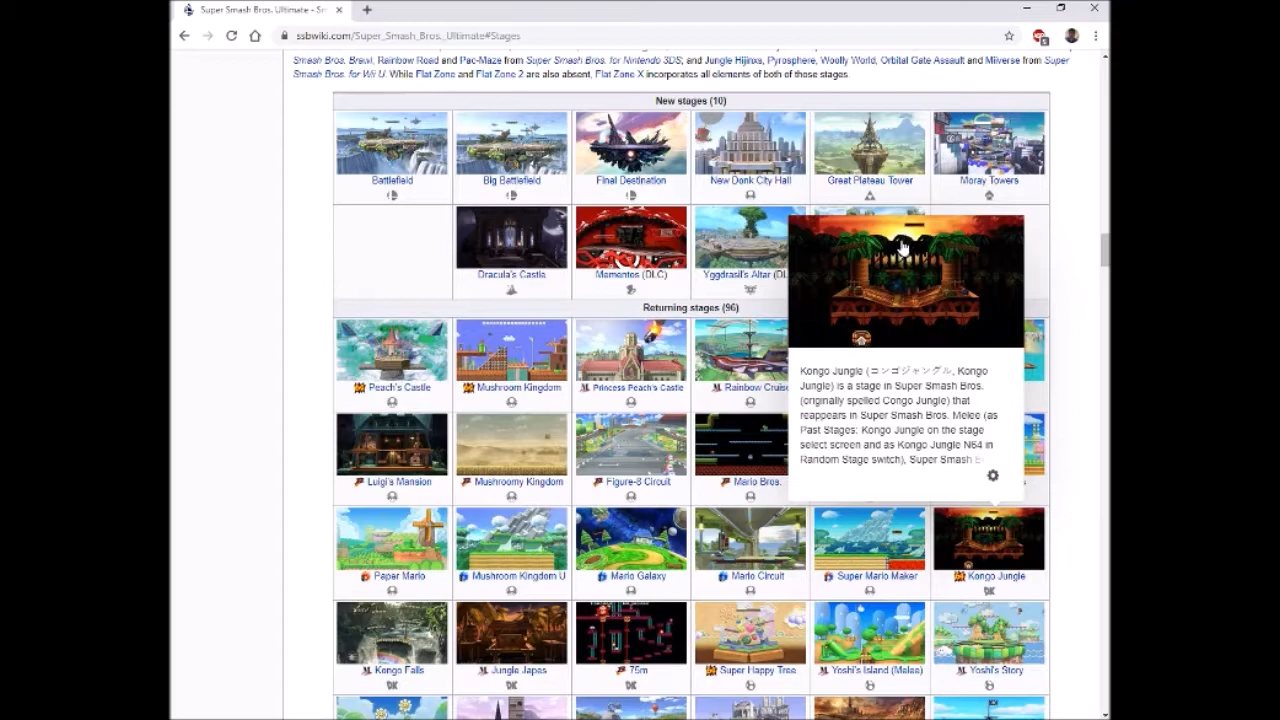 Super Smash Bros. Ultimate - Sm
ssbwiki.com/Super_Smash_Bros._Ultimate#Stages
Smash Bros. Brawl, Rainbow Road and Pac-Maze from Super Smash Bros. for Nintendo 3DS; and Jungle Hijinxs, Pyrosphere, Woolly World, Orbital Gate Assault and Miiverse from Super
Smash Bros. for Wii U. While Flat Zone and Flat Zone 2 are also absent, Flat Zone X incorporates all elements of both of those stages.
New stages (10)
Battlefield
Big Battlefield
Final Destination
New Donk City Hall
Great Plateau Tower
Moray Towers
Dracula's Castle
Mementos (DLC)
Yggdrasil's Altar (DL
Kongo Jungle (コンゴジャングル, Kongo
Jungle) is a stage in Super Smash Bros.
(originally spelled Congo Jungle) that
reappears in Super Smash Bros. Melee (as
Past Stages: Kongo Jungle on the stage
select screen and as Kongo Jungle N64 in
Random Stage switch), Super Smash B
Returning stages (96)
Peach's Castle
Mushroom Kingdom
Princess Peach's Castle
Rainbow Cruise
Luigi's Mansion
Mushroomy Kingdom
Figure-8 Circuit
Mario Bros.
Paper Mario
Mushroom Kingdom U
Mario Galaxy
Mario Circuit
Super Mario Maker
Kongo Jungle
Kongo Falls
Jungle Japes
75m
Super Happy Tree
Yoshi's Island (Melee)
Yoshi's Story